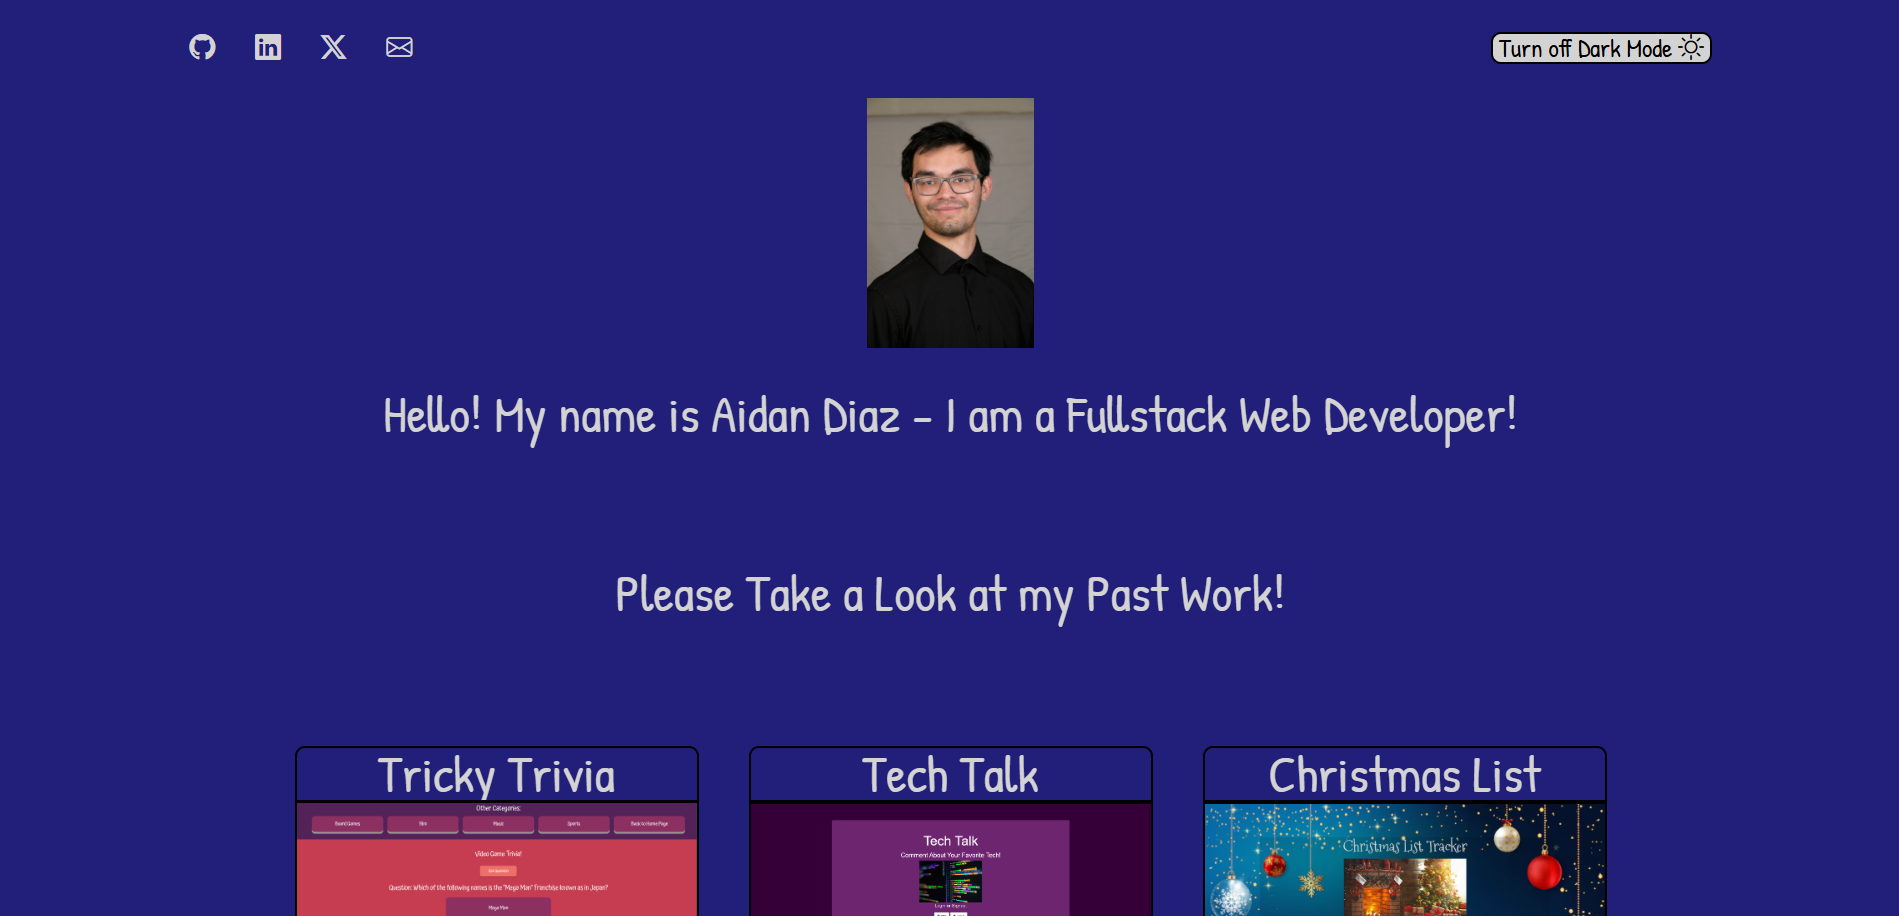 Turn off Dark Mode
Hello! My name is Aidan Diaz - I am a Fullstack Web Developer!
Please Take a Look at my Past Work!
Tricky Trivia
Other Categories:
Board Games
Film
Music
Sports
Back to Home Page
Video Game Trivia!
Question: Which of the following names is the "Mega Man" Franchise known as in Japan?
Mega Man
Tech Talk
Tech Talk
Comment About Your Favorite Tech!
Christmas List
Christmas List Tracker